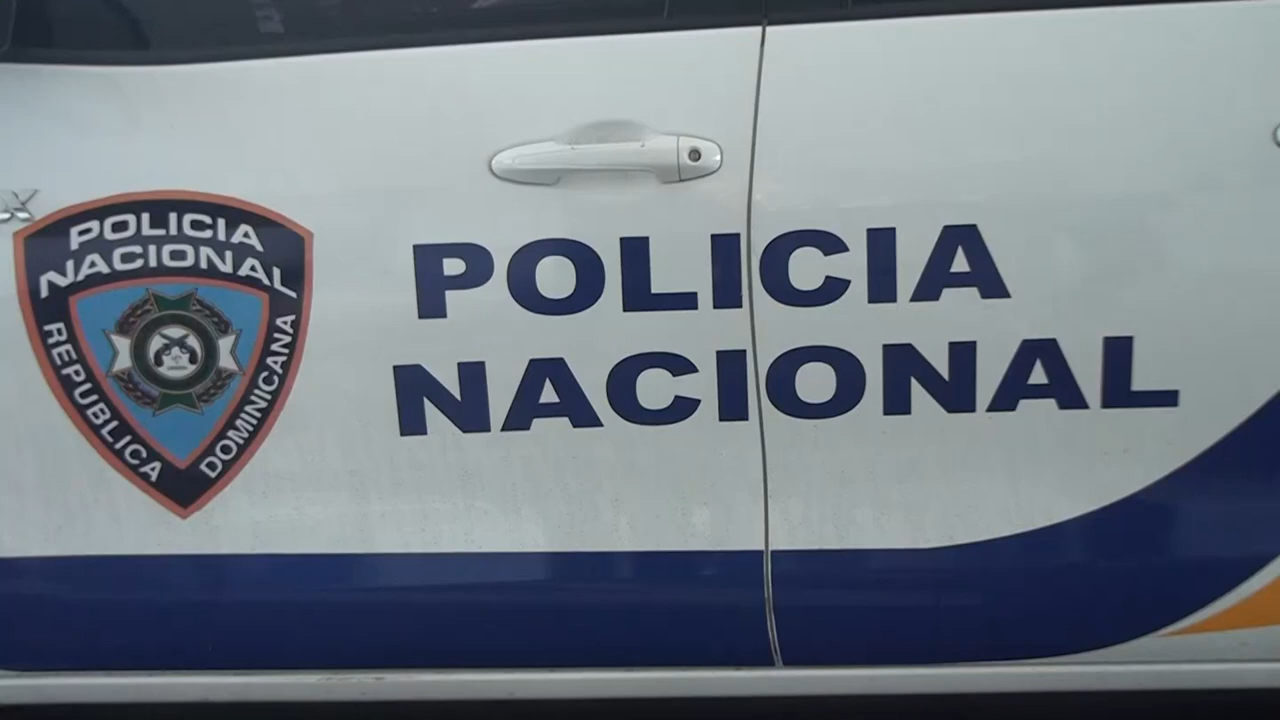 POLICIA
NACIONAL
REPUBLICA
DOMINICANA
POLICIA
NACIONAL